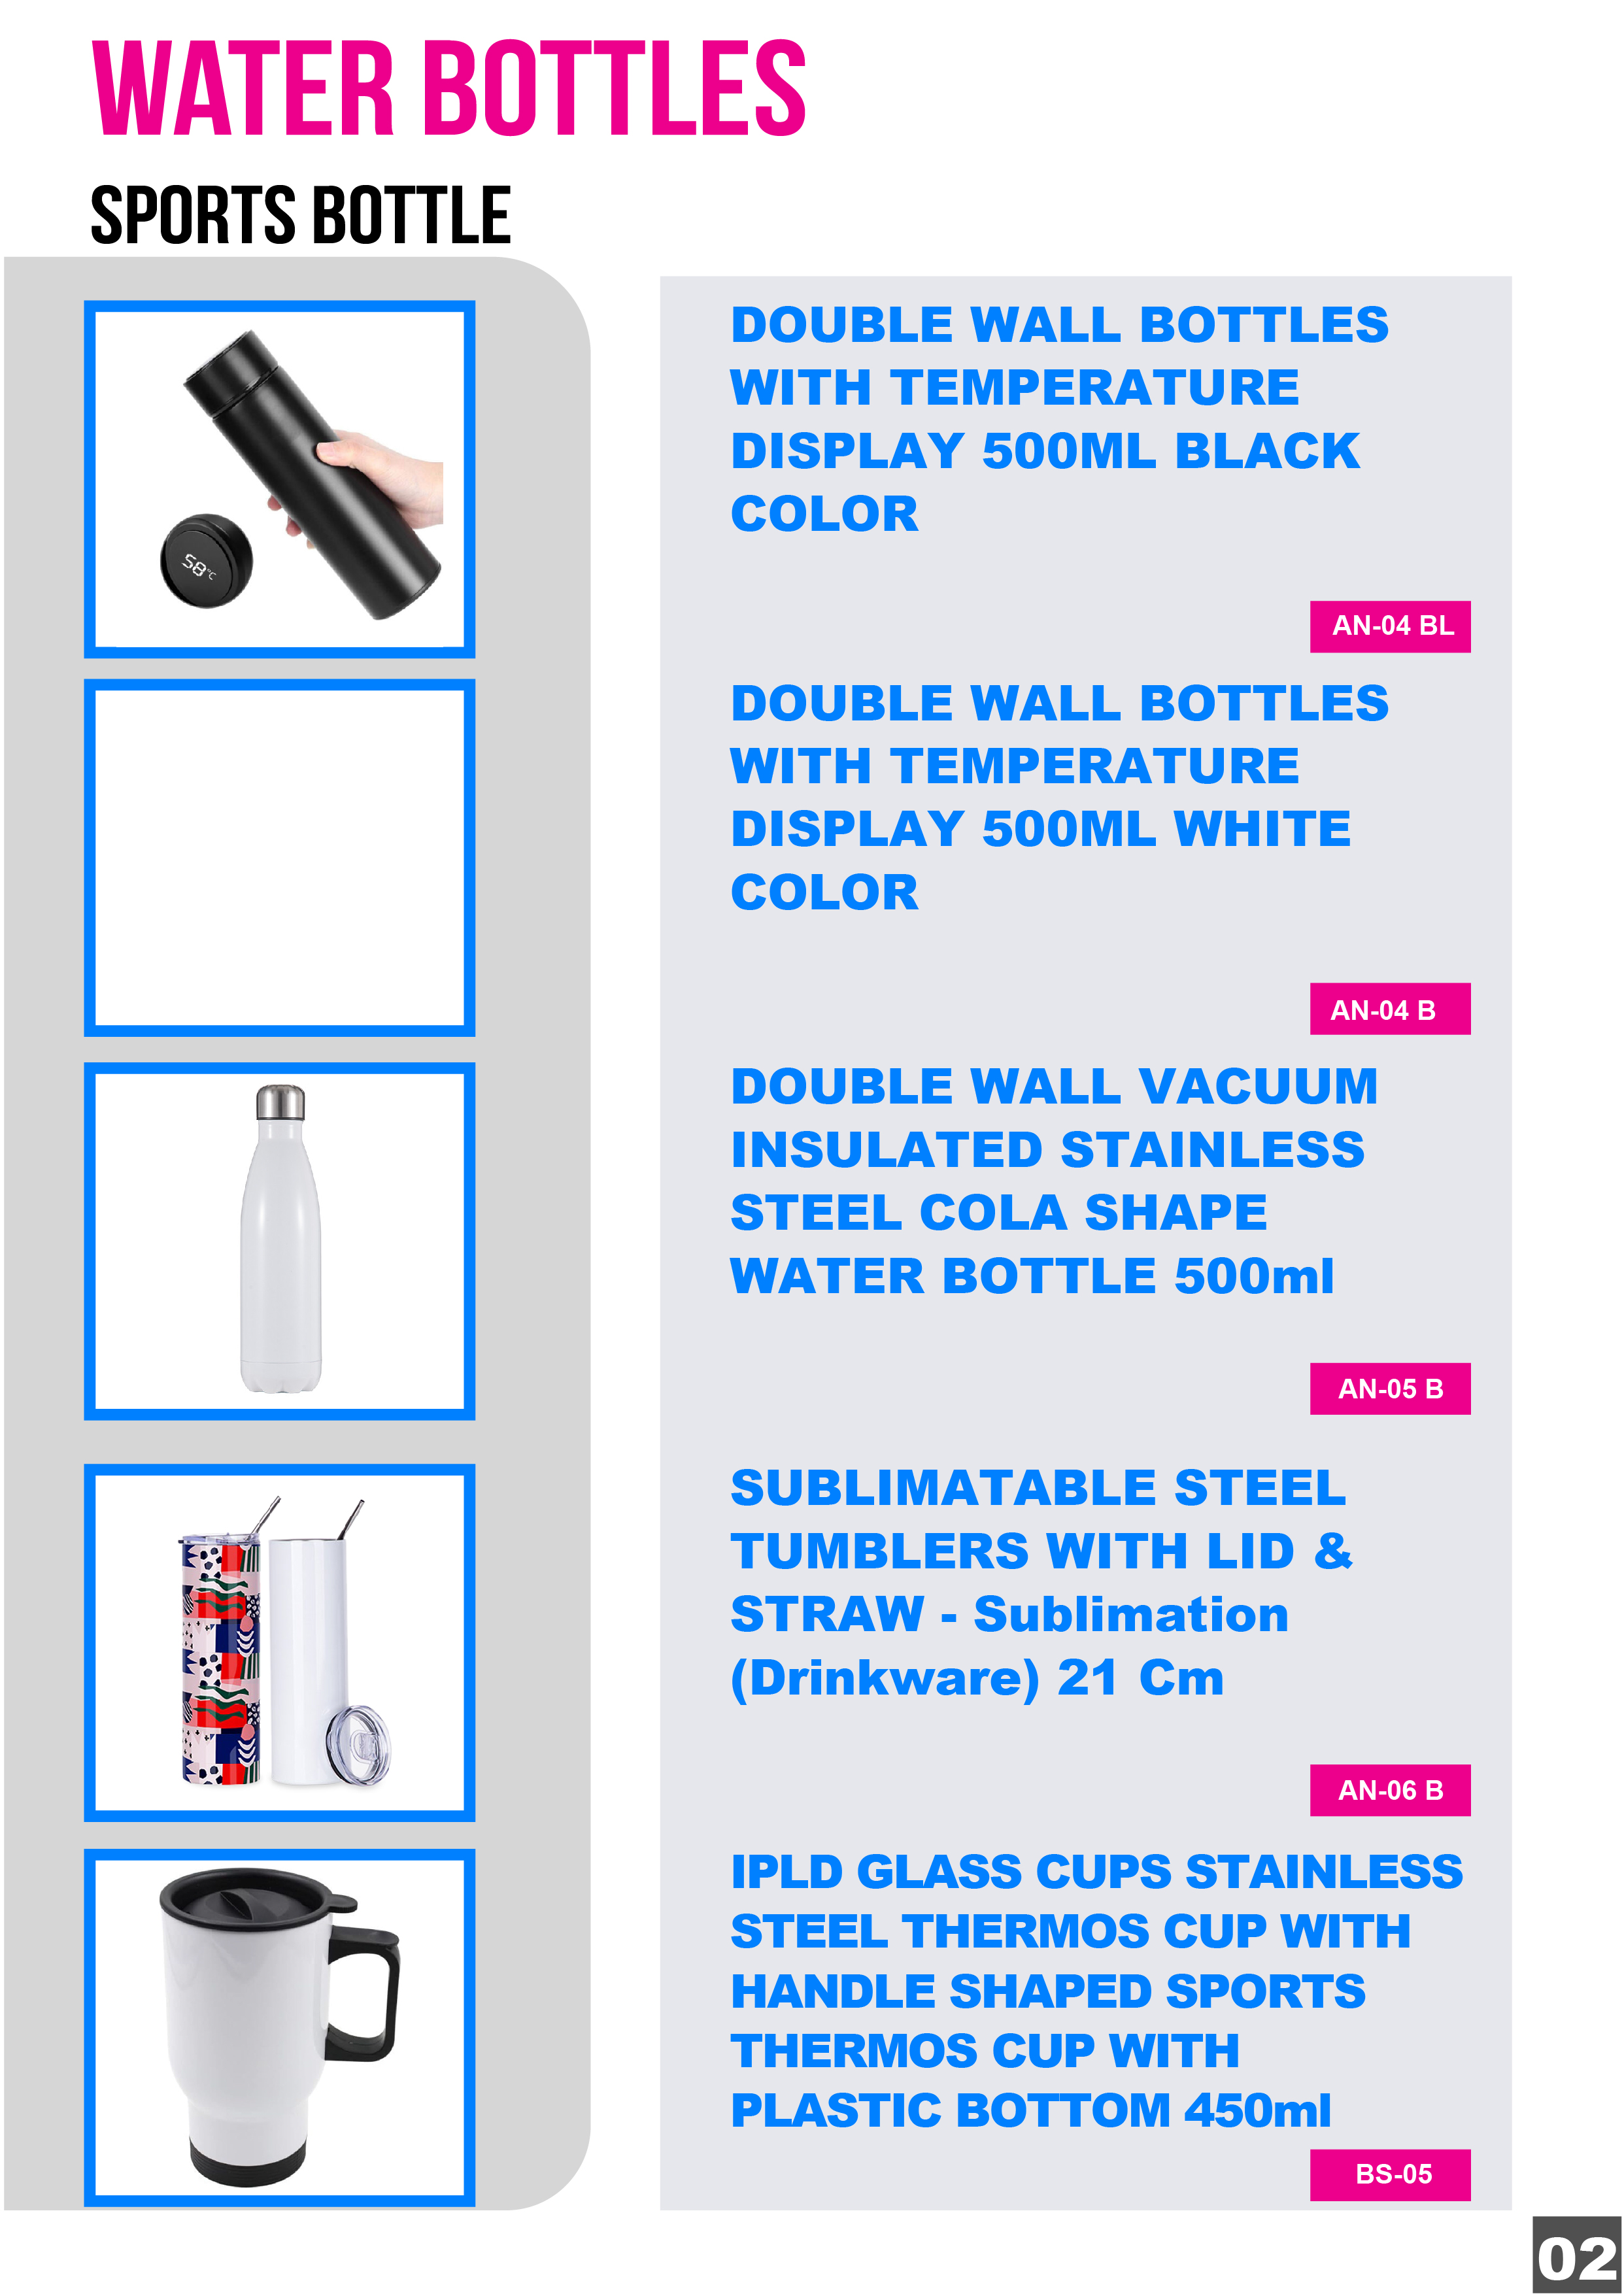 WATER BOTTLES
SPORTS BOTTLE
58°C
DOUBLE WALL BOTTLES
WITH TEMPERATURE
DISPLAY 500ML BLACK
COLOR
AN-04 BL
DOUBLE WALL BOTTLES
WITH TEMPERATURE
DISPLAY 500ML WHITE
COLOR
AN-04 B
DOUBLE WALL VACUUM
INSULATED STAINLESS
STEEL COLA SHAPE
WATER BOTTLE 500ml
AN-05 B
SUBLIMATABLE STEEL
TUMBLERS WITH LID &
STRAW - Sublimation
(Drinkware) 21 Cm
AN-06 B
IPLD GLASS CUPS STAINLESS
STEEL THERMOS CUP WITH
HANDLE SHAPED SPORTS
THERMOS CUP WITH
PLASTIC BOTTOM 450ml
BS-05
02